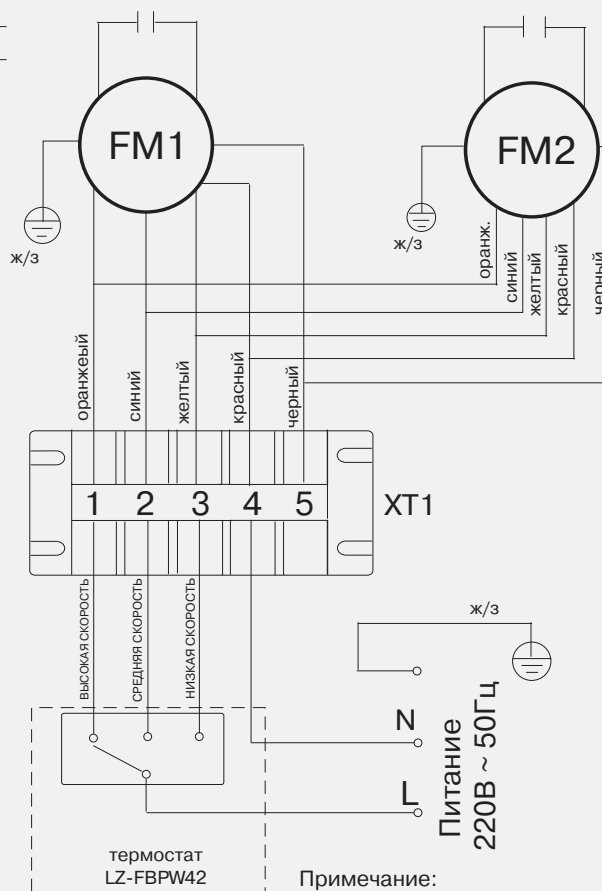 FM1
FM2
ж/з
ж/з
оранж.
синий
желтый
красный
черный
оранжеый
синий
желтый
красный
черный
1 2 3 4 5
XT1
ВЫСОКАЯ СКОРОСТЬ
СРЕДНЯЯ СКОРОСТЬ
НИЗКАЯ СКОРОСТЬ
ж/з
N
L
Питание
220В ~ 50Гц
термостат
LZ-FBPW42
Примечание: